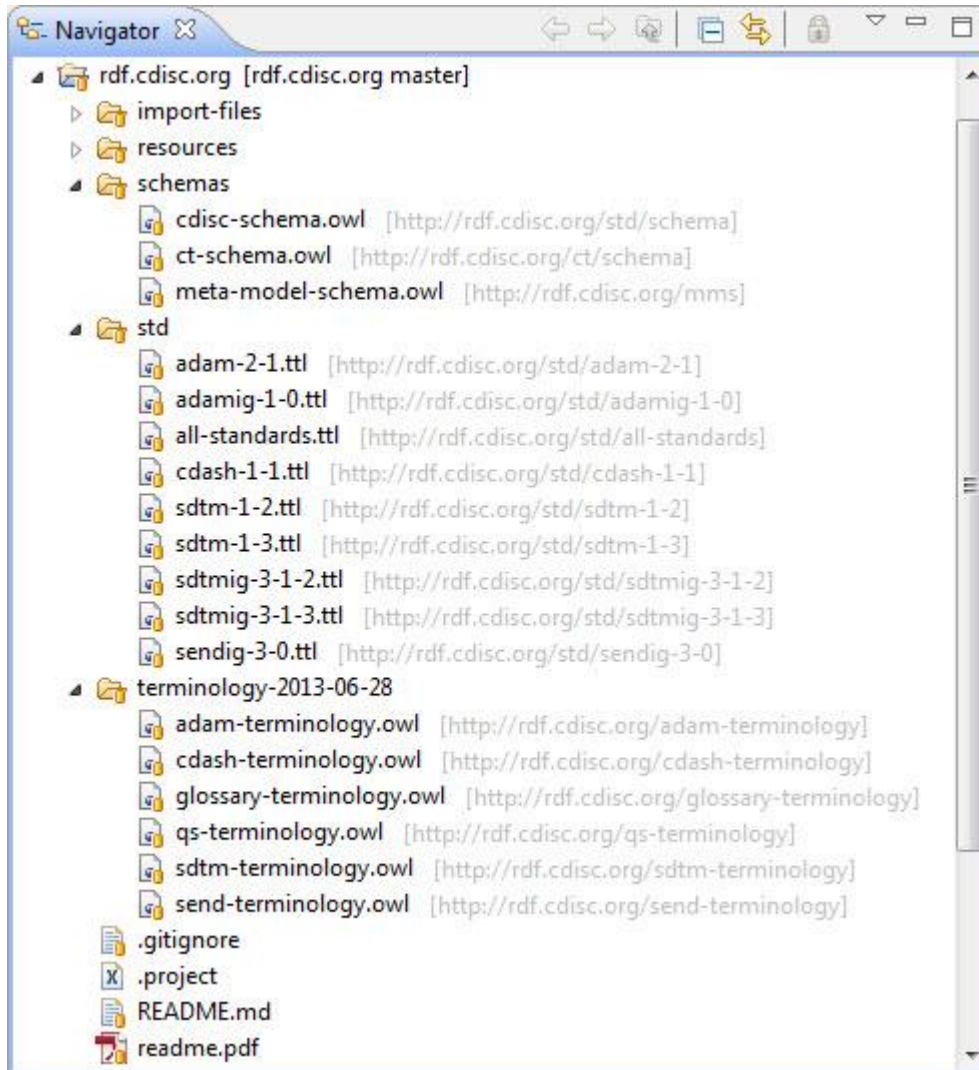 Navigator
rdf.cdisc.org [rdf.cdisc.org master]
import-files
resources
schemas
cdisc-schema.owl [http://rdf.cdisc.org/std/schema]
ct-schema.owl [http://rdf.cdisc.org/ct/schema]
meta-model-schema.owl [http://rdf.cdisc.org/mms]
std
adam-2-1.ttl [http://rdf.cdisc.org/std/adam-2-1]
adamig-1-0.ttl [http://rdf.cdisc.org/std/adamig-1-0]
all-standards.ttl [http://rdf.cdisc.org/std/all-standards]
cdash-1-1.ttl [http://rdf.cdisc.org/std/cdash-1-1]
sdtm-1-2.ttl [http://rdf.cdisc.org/std/sdtm-1-2]
sdtm-1-3.ttl [http://rdf.cdisc.org/std/sdtm-1-3]
sdtmig-3-1-2.ttl [http://rdf.cdisc.org/std/sdtmig-3-1-2]
sdtmig-3-1-3.ttl [http://rdf.cdisc.org/std/sdtmig-3-1-3]
sendig-3-0.ttl [http://rdf.cdisc.org/std/sendig-3-0]
terminology-2013-06-28
adam-terminology.owl [http://rdf.cdisc.org/adam-terminology]
cdash-terminology.owl [http://rdf.cdisc.org/cdash-terminology]
glossary-terminology.owl [http://rdf.cdisc.org/glossary-terminology]
qs-terminology.owl [http://rdf.cdisc.org/qs-terminology]
sdtm-terminology.owl [http://rdf.cdisc.org/sdtm-terminology]
send-terminology.owl [http://rdf.cdisc.org/send-terminology]
.gitignore
.project
README.md
readme.pdf